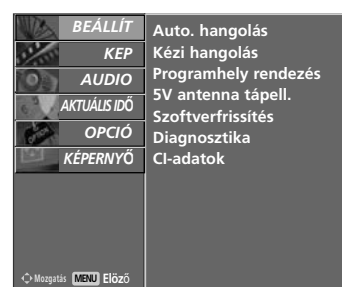 BEÁLLÍT
KEP
AUDIO
AKTUÁLIS IDŐ
OPCIÓ
KÉPERNYŐ
Auto. hangolás
Kézi hangolás
Programhely rendezés
5V antenna tápell.
Szoftverfrissítés
Diagnosztika
CI-adatok
Mozgatás MENU Előző